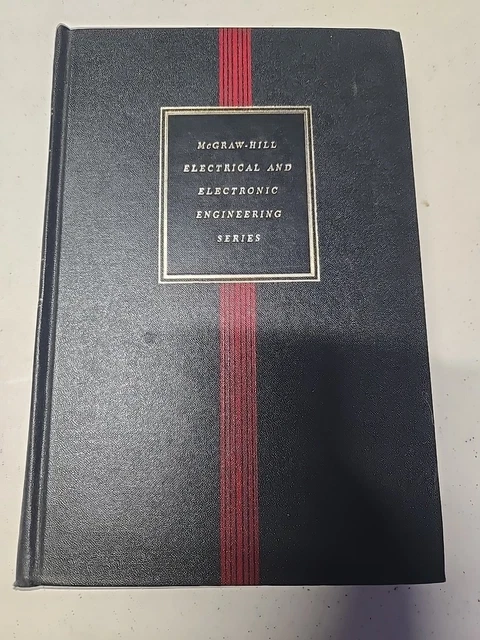 McGRAW-HILL
ELECTRICAL AND
ELECTRONIC
ENGINEERING
SERIES